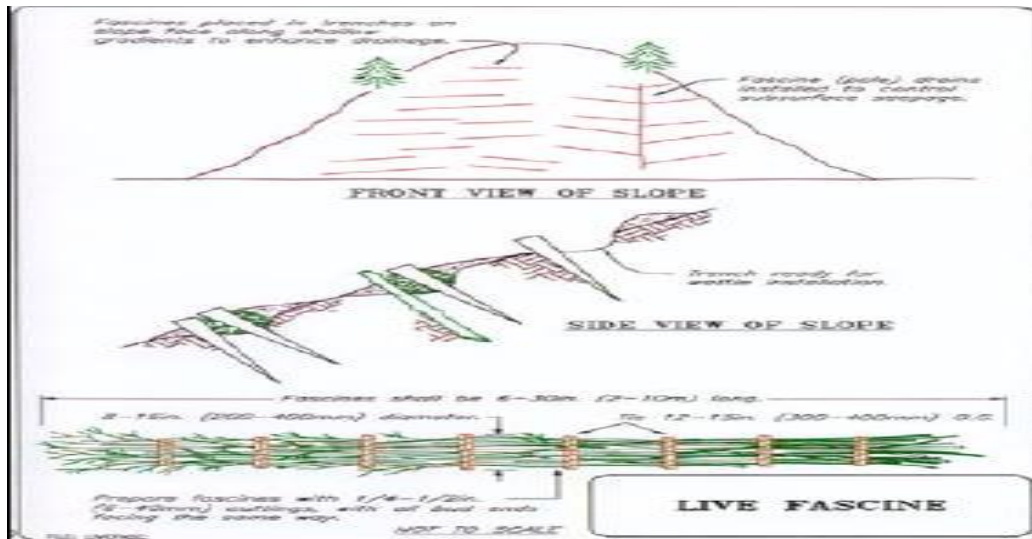 Fascines placed in trenches on
slope face along shallow
gradients to enhance drainage.
Fascine (pole) drains
installed to control
subsurface seepage.
FRONT VIEW OF SLOPE
Trench ready for
wattle installation.
SIDE VIEW OF SLOPE
Fascines shall be 6-30in. (2-10m) long.
8-15in. (200-400mm) diameter.
To 12-15in. (300-400mm)
Prepare fascines with 1/4-1/2in.
cuttings, with all bud ends
facing the same way.
NOT TO SCALE
LIVE FASCINE